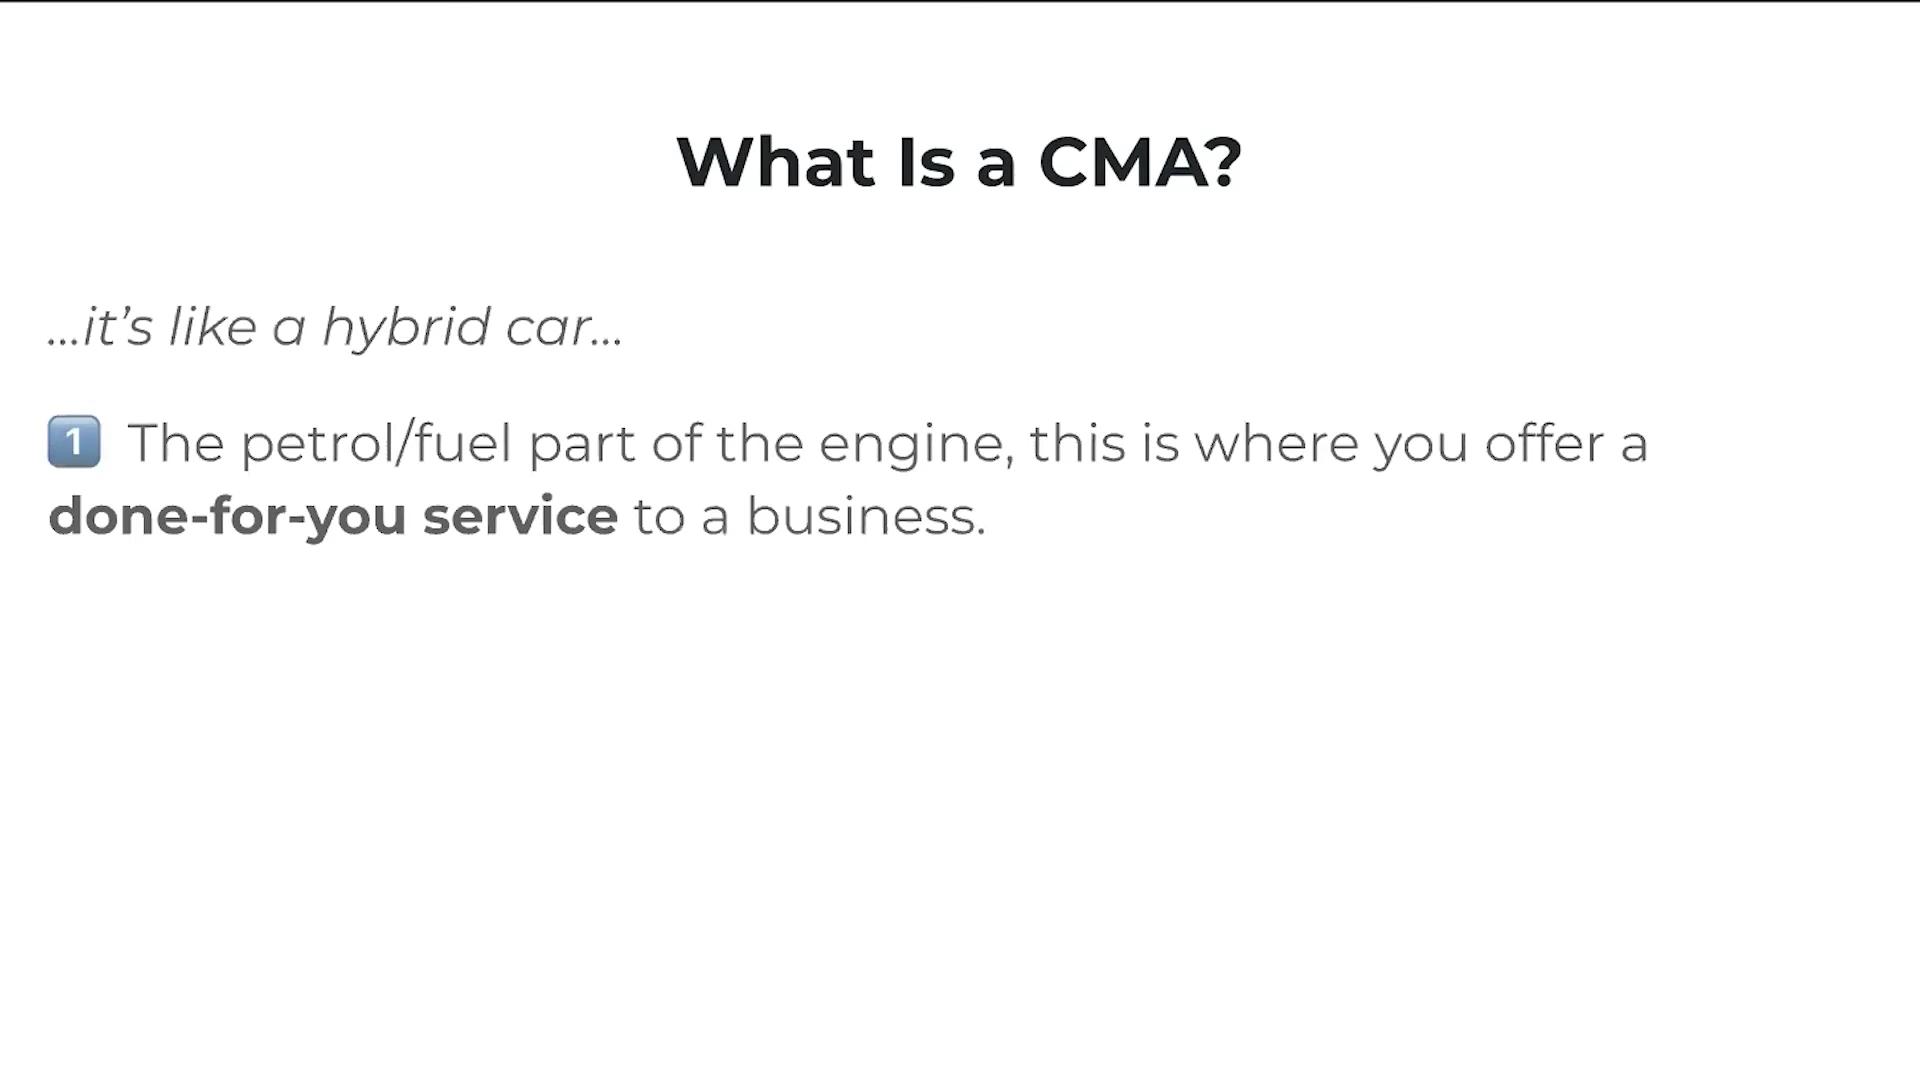 What Is a CMA?
...it’s like a hybrid car...
1️⃣ The petrol/fuel part of the engine, this is where you offer a
done-for-you service to a business.